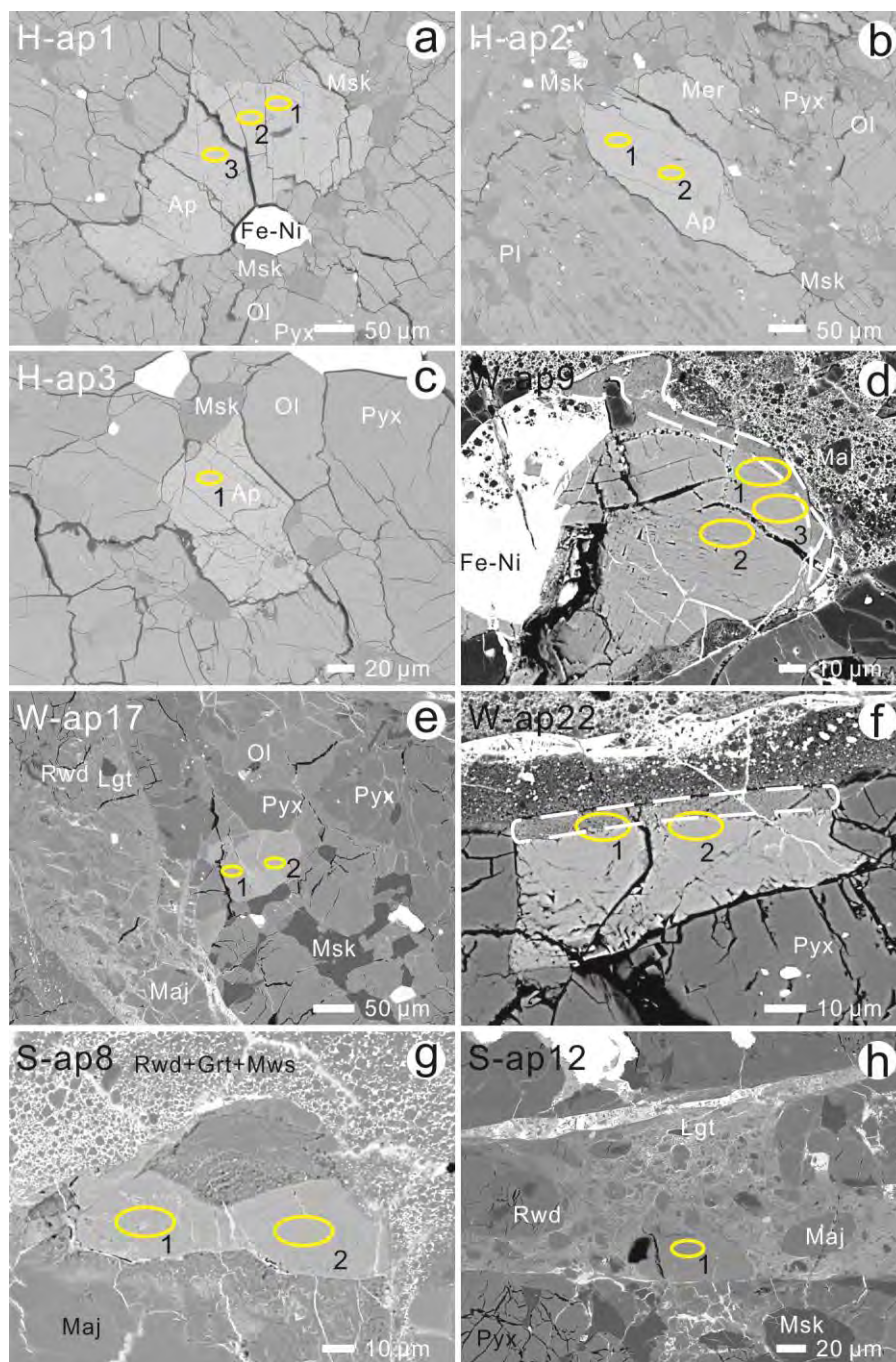 H-ap1
a
Msk
1
2
3
Ap
Fe-Ni
Msk
Ol
Pyx
50 µm
H-ap2
b
Msk
Mer
Pyx
Ol
1
2
Ap
Pl
Msk
50 µm
H-ap3
c
Msk
Ol
Pyx
1
Ap
20 µm
W-ap9
d
Maj
1
3
2
Fe-Ni
10 µm
W-ap17
e
Ol
Rwd
Lgt
Pyx
Pyx
1
2
Msk
Maj
50 µm
W-ap22
f
1
2
Pyx
10 µm
S-ap8
Rwd+Grt+Mws
g
1
2
Maj
10 µm
S-ap12
h
Lgt
Rwd
Maj
1
Pyx
Msk
20 µm